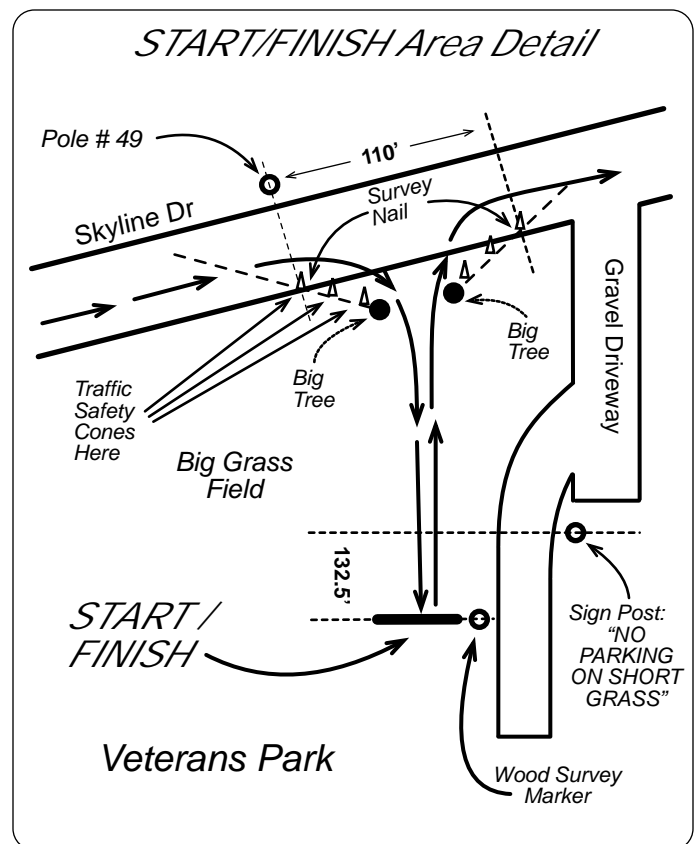 START/FINISH Area Detail
Pole # 49
110'
Survey
Nail
Skyline Dr
Big
Tree
Big
Tree
Gravel Driveway
Traffic
Safety
Cones
Here
Big Grass
Field
132.5'
START /
FINISH
Sign Post:
“NO
PARKING
ON SHORT
GRASS”
Veterans Park
Wood Survey
Marker